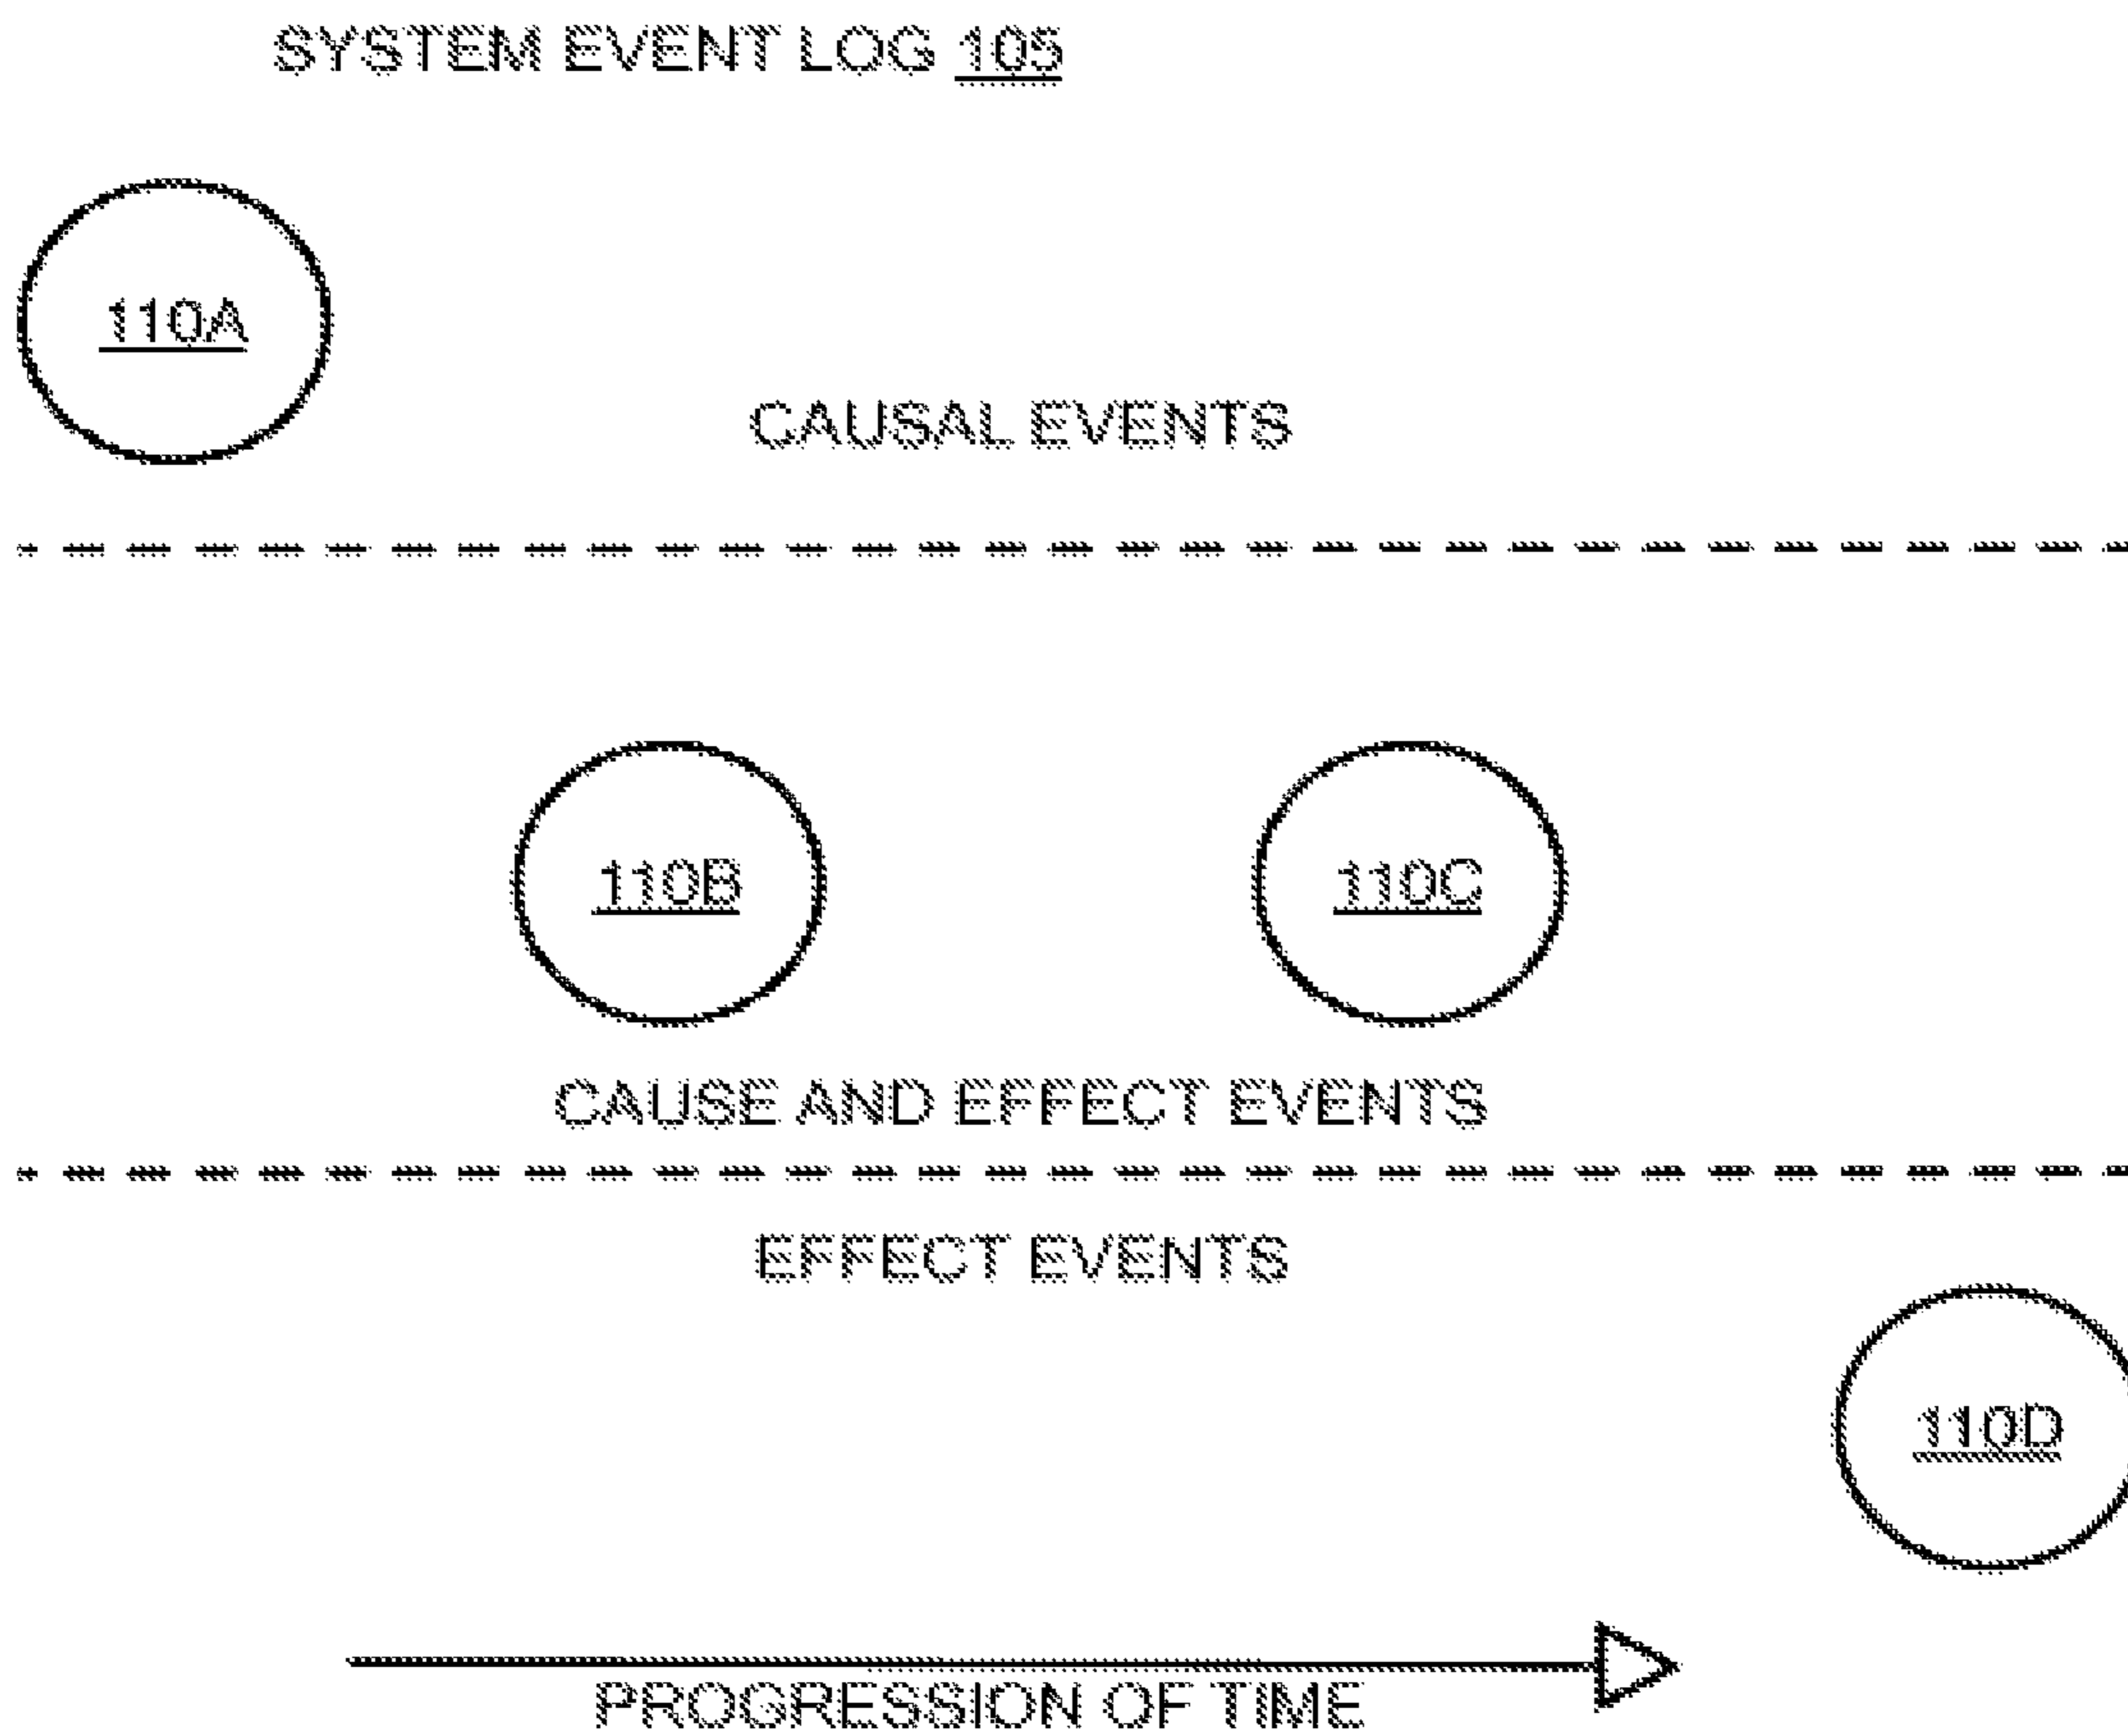 SYSTEM EVENT LOG 105
110A
CAUSAL EVENTS
110B
110C
CAUSE AND EFFECT EVENTS
EFFECT EVENTS
110D
PROGRESSION OF TIME